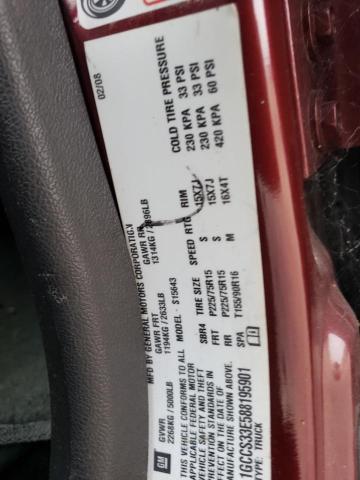 MFD BY GENERAL MOTORS CORPORATION 02/08
GVWR GAWR FRT GAWR RR
2268KG / 5000LB 1194KG / 2633LB 1314KG / 2896LB
GM THIS VEHICLE CONFORMS TO ALL
U.S. FEDERAL MOTOR VEHICLE SAFETY AND THEFT
PREVENTION STANDARDS IN EFFECT ON THE DATE OF
MANUFACTURE SHOWN ABOVE.
1GCCS33E588195901
TYPE: TRUCK
MODEL - S15643
SBR4 TIRE SIZE SPEED RTG RIM COLD TIRE PRESSURE
FRT P225/75R15 S 15X7J 230 KPA 33 PSI
RR P225/75R15 S 15X7J 230 KPA 33 PSI
SPA T155/90R16 M 16X4T 420 KPA 60 PSI